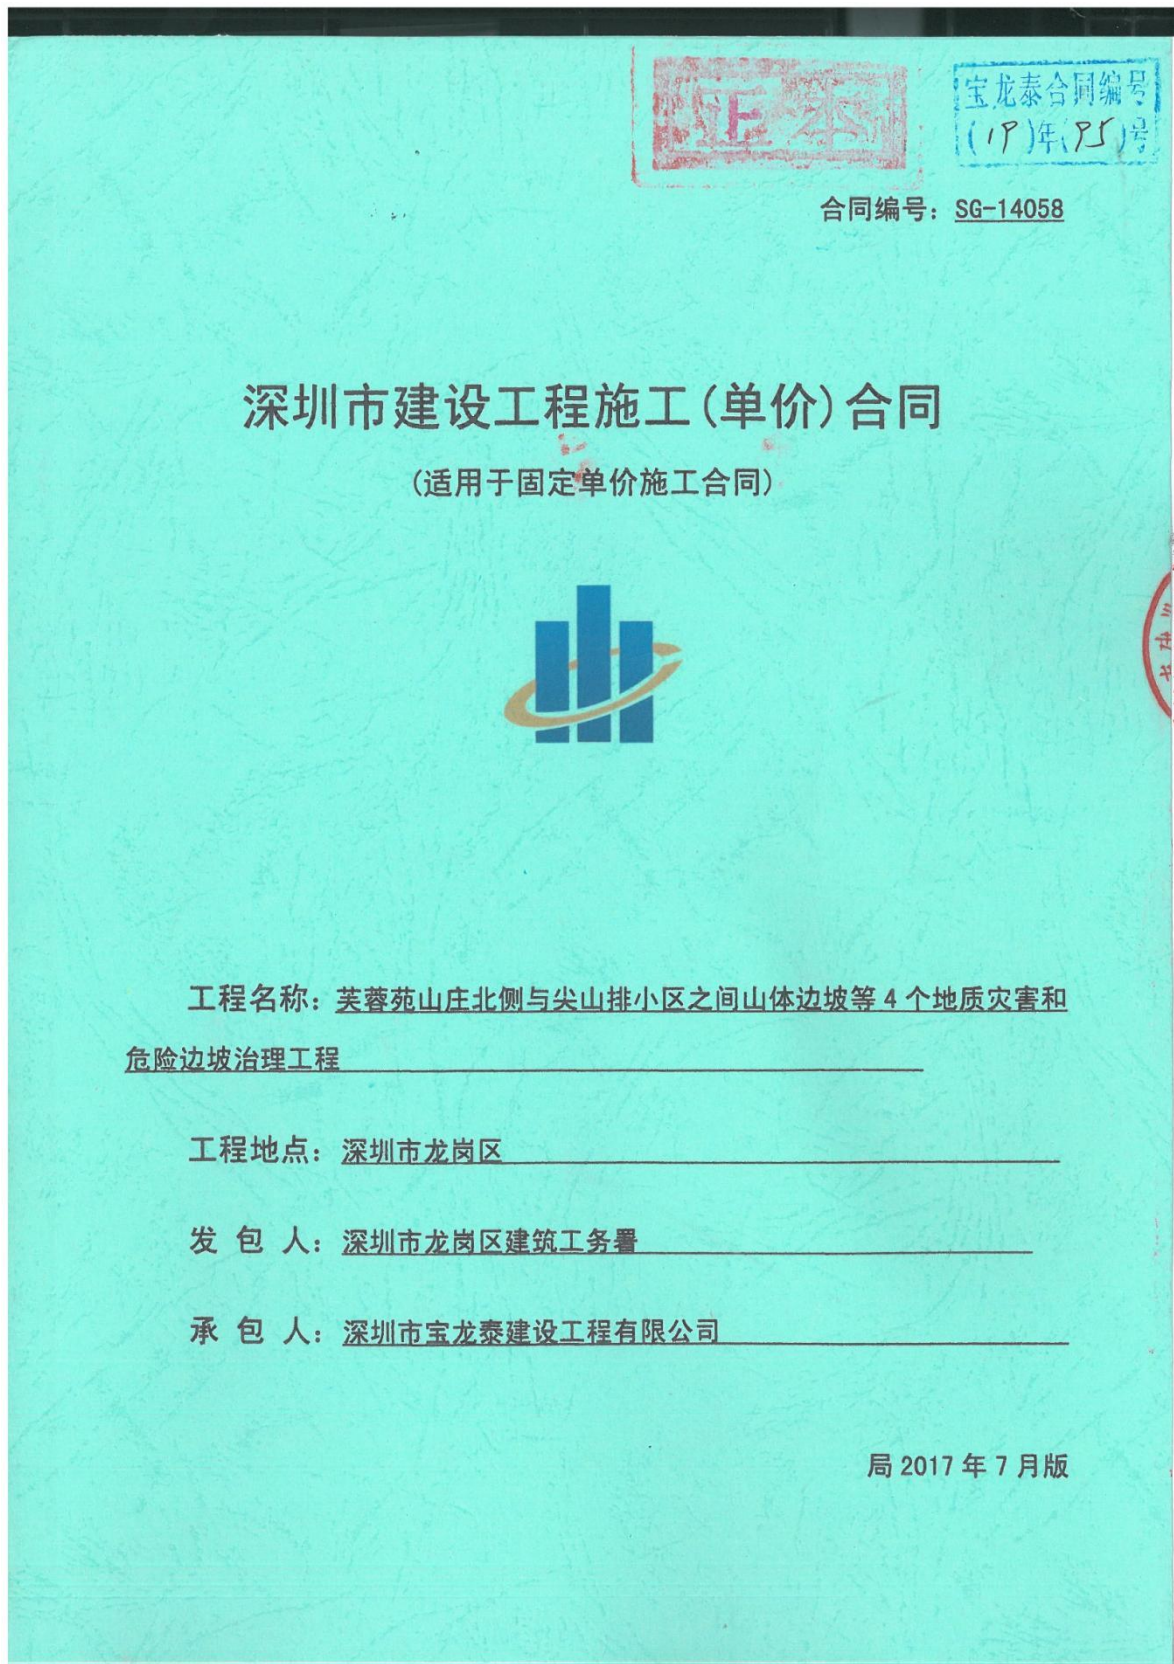 正本
宝龙泰合同编号
(19)年(95)号
合同编号：SG-14058
深圳市建设工程施工(单价)合同
(适用于固定单价施工合同)
工程名称：芙蓉苑山庄北侧与尖山排小区之间山体边坡等4个地质灾害和
危险边坡治理工程
工程地点：深圳市龙岗区
发包人：深圳市龙岗区建筑工务署
承包人：深圳市宝龙泰建设工程有限公司
局2017年7月版